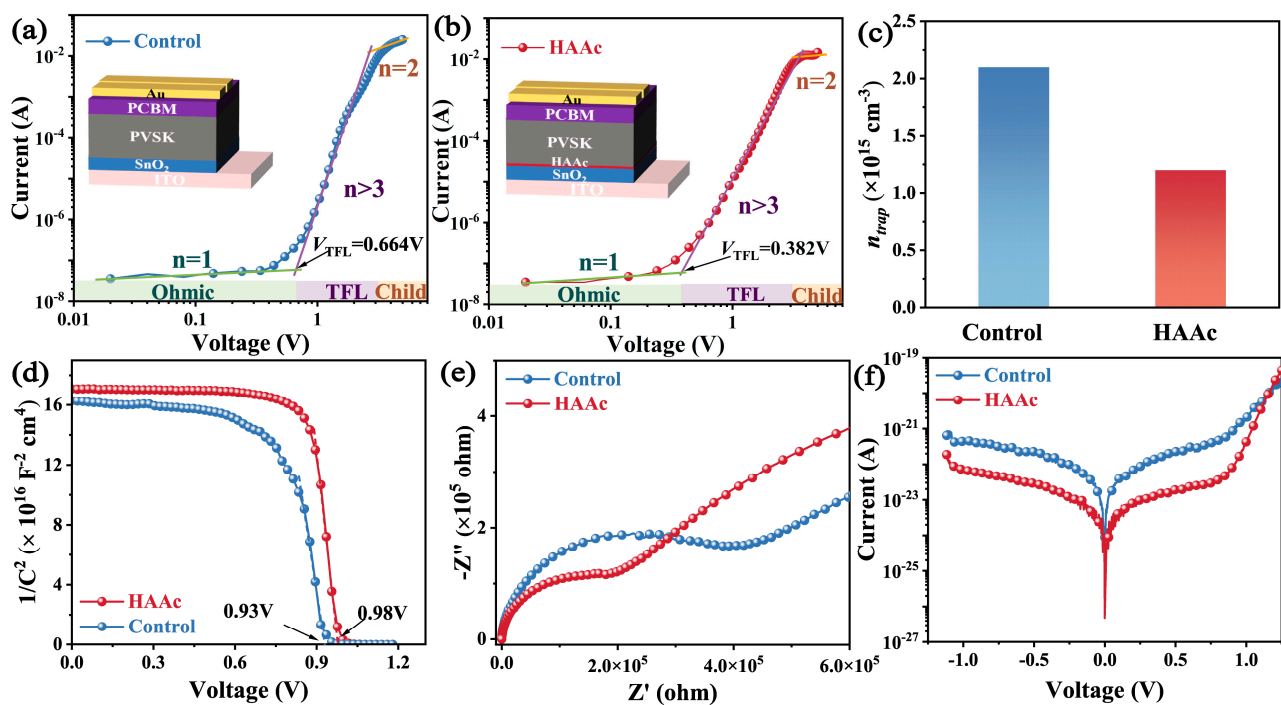 (a)
Control
Current (A)
10⁻²
10⁻⁴
10⁻⁶
10⁻⁸
Au
PCBM
PVSK
SnO₂
ITO
n=2
n>3
n=1
V_TFL=0.664V
Ohmic
TFL
Child
0.01
0.1
1
Voltage (V)
(b)
HAAc
Current (A)
10⁻²
10⁻⁴
10⁻⁶
10⁻⁸
Au
PCBM
PVSK
HAAc
SnO₂
ITO
n=2
n>3
n=1
V_TFL=0.382V
Ohmic
TFL
Child
0.01
0.1
1
Voltage (V)
(c)
n_trap (×10¹⁵ cm⁻³)
2.5
2.0
1.5
1.0
0.5
0.0
Control
HAAc
(d)
1/C² (× 10¹⁶ F⁻² cm⁴)
16
12
8
4
0
HAAc
Control
0.93V
0.98V
0.0
0.3
0.6
0.9
1.2
Voltage (V)
(e)
Control
HAAc
-Z'' (×10⁵ ohm)
4
2
0
0
2.0×10⁵
4.0×10⁵
6.0×10⁵
Z' (ohm)
(f)
Control
HAAc
Current (A)
10⁻¹⁹
10⁻²¹
10⁻²³
10⁻²⁵
10⁻²⁷
-1.0
-0.5
0.0
0.5
1.0
Voltage (V)